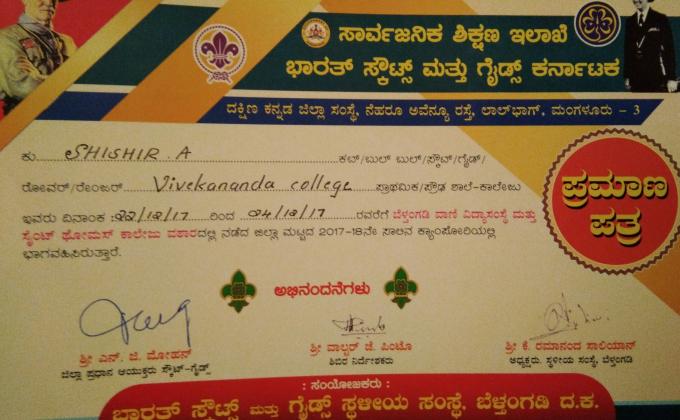 ಸಾರ್ವಜನಿಕ ಶಿಕ್ಷಣ ಇಲಾಖೆ
ಭಾರತ್ ಸ್ಕೌಟ್ಸ್ ಮತ್ತು ಗೈಡ್ಸ್ ಕರ್ನಾಟಕ
ದಕ್ಷಿಣ ಕನ್ನಡ ಜಿಲ್ಲಾ ಸಂಸ್ಥೆ, ನೆಹರೂ ಅವೆನ್ಯೂ ರಸ್ತೆ, ಲಾಲ್‌ಭಾಗ್, ಮಂಗಳೂರು - 3
ಕು SHISHIR. A ಕಬ್/ಬುಲ್ ಬುಲ್/ಸ್ಕೌಟ್/ಗೈಡ್/
ರೋವರ್/ರೇಂಜರ್ Vivekananda college ಪ್ರಾಥಮಿಕ/ಪ್ರೌಢ ಶಾಲೆ-ಕಾಲೇಜು
ಇವರು ದಿನಾಂಕ :22/12/17 ದಿಂದ 24/12/17 ರವರೆಗೆ ಬೆಳ್ತಂಗಡಿ ವಾಣಿ ವಿದ್ಯಾಸಂಸ್ಥೆ ಮತ್ತು
ಸೈಂಟ್ ಥೋಮಸ್ ಕಾಲೇಜು ವಠಾರದಲ್ಲಿ ನಡೆದ ಜಿಲ್ಲಾ ಮಟ್ಟದ 2017-18ನೇ ಸಾಲಿನ ಕ್ಯಾಂಪೋರಿಯಲ್ಲಿ
ಭಾಗವಹಿಸಿರುತ್ತಾರೆ.
ಪ್ರಮಾಣ
ಪತ್ರ
ಅಭಿನಂದನೆಗಳು
ಶ್ರೀ ಎನ್. ಜಿ. ಮೋಹನ್
ಜಿಲ್ಲಾ ಪ್ರಧಾನ ಆಯುಕ್ತರು ಸ್ಕೌಟ್-ಗೈಡ್ಸ್
ಶ್ರೀ ವಾಲ್ಟರ್ ಜೆ. ಪಿಂಟೊ
ಶಿಬಿರ ನಿರ್ದೇಶಕರು
ಶ್ರೀ ಕೆ. ರಮಾನಂದ ಸಾಲಿಯಾನ್
ಅಧ್ಯಕ್ಷರು. ಸ್ಥಳೀಯ ಸಂಸ್ಥೆ, ಬೆಳ್ತಂಗಡಿ
: ಸಂಯೋಜಕರು :
ಭಾರತ್ ಸ್ಕೌಟ್ಸ್ ಮತ್ತು ಗೈಡ್ಸ್ ಸ್ಥಳೀಯ ಸಂಸ್ಥೆ, ಬೆಳ್ತಂಗಡಿ ದ.ಕ.